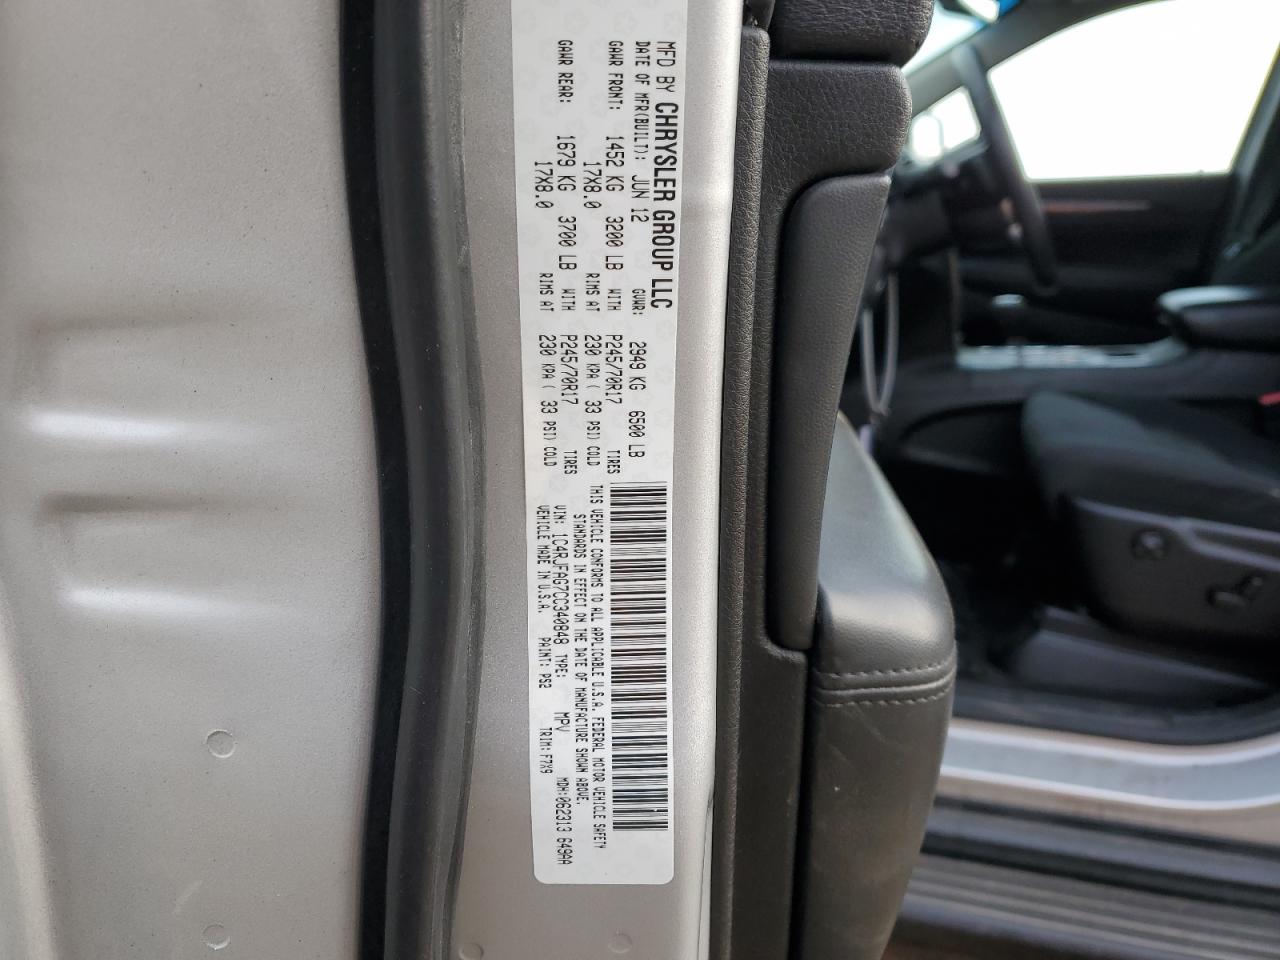 MFD BY CHRYSLER GROUP LLC
DATE OF MFR(BUILT): JUN 12 GVWR: 2949 KG 6500 LB
GAWR FRONT: 1452 KG 3200 LB WITH P245/70R17 TIRES
17X8.0 RIMS AT 230 KPA ( 33 PSI) COLD
GAWR REAR: 1679 KG 3700 LB WITH P245/70R17 TIRES
17X8.0 RIMS AT 230 KPA ( 33 PSI) COLD
THIS VEHICLE CONFORMS TO ALL APPLICABLE U.S.A. FEDERAL MOTOR VEHICLE SAFETY
STANDARDS IN EFFECT ON THE DATE OF MANUFACTURE SHOWN ABOVE.
VIN: 1C4RJFAG7CC340848 TYPE: MPV MDH:062313 649AA
VEHICLE MADE IN U.S.A. PAINT: PS2 TRIM:F7X9